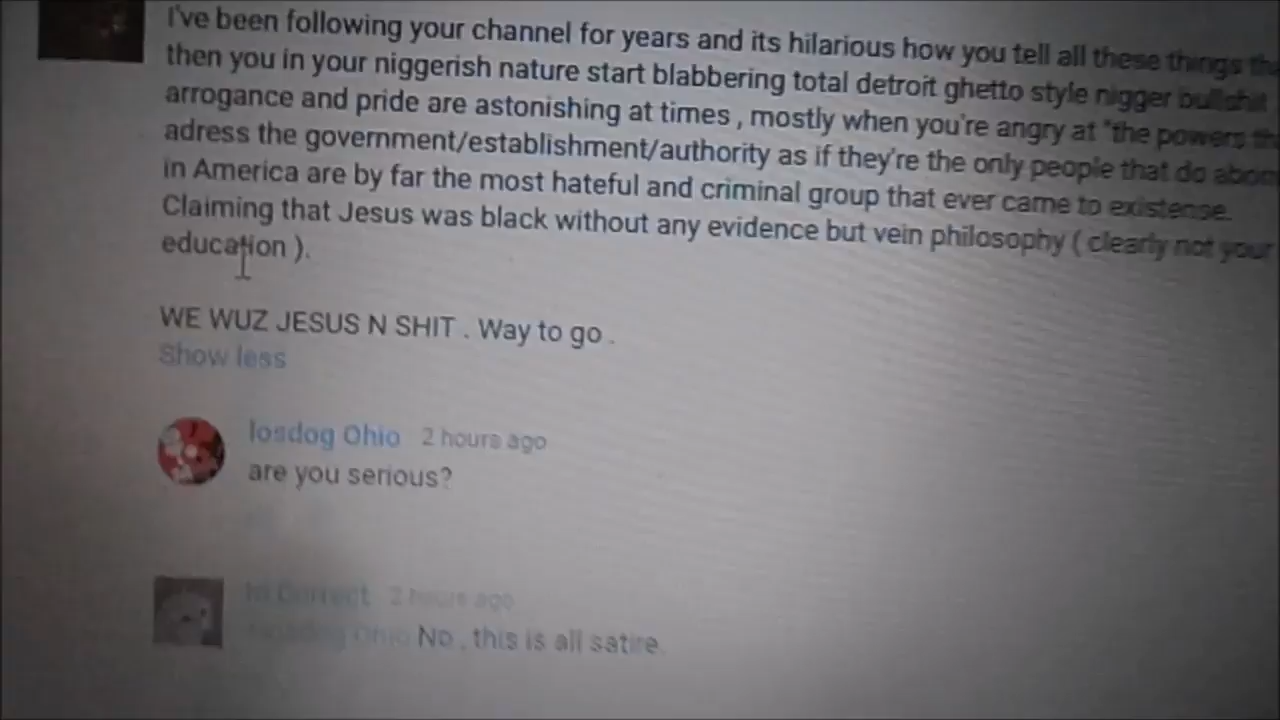 I've been following your channel for years and its hilarious how you tell all these things
then you in your niggerish nature start blabbering total detroit ghetto style nigger bullshit
arrogance and pride are astonishing at times , mostly when you're angry at "the powers
adress the government/establishment/authority as if they're the only people that do
in America are by far the most hateful and criminal group that ever came to existense.
Claiming that Jesus was black without any evidence but vein philosophy ( clearly not your
education ).
WE WUZ JESUS N SHIT . Way to go .
Show less
losdog Ohio 2 hours ago
are you serious?
2 hours ago
Ohio No , this is all satire.